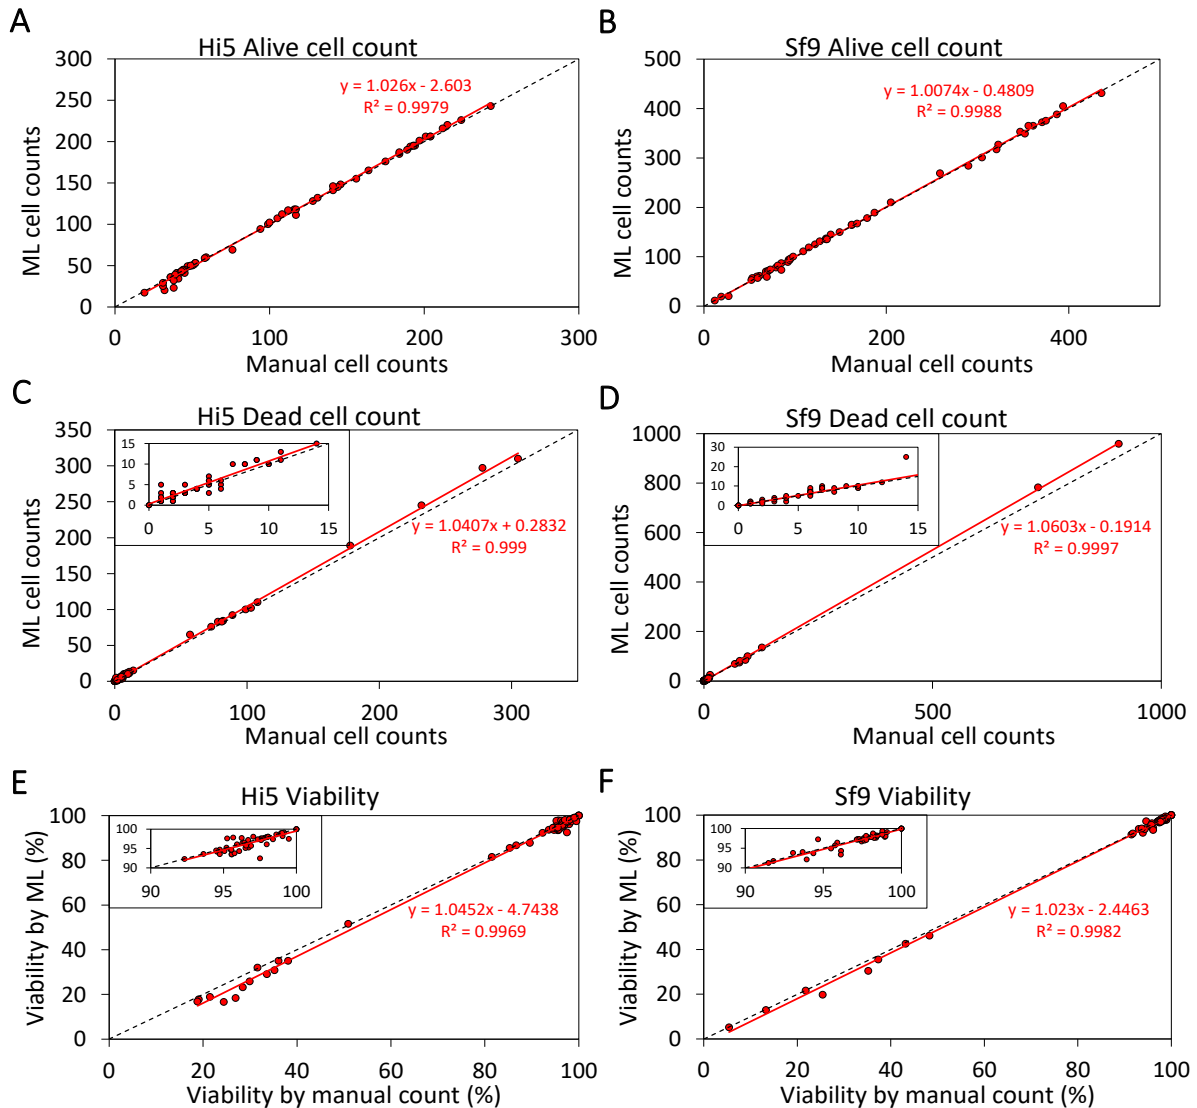 A
Hi5 Alive cell count
300
250
200
150
100
50
0
ML cell counts
y = 1.026x - 2.603
R² = 0.9979
0 100 200 300
Manual cell counts
B
Sf9 Alive cell count
500
400
300
200
100
0
ML cell counts
y = 1.0074x - 0.4809
R² = 0.9988
0 200 400
Manual cell counts
C
Hi5 Dead cell count
350
300
250
200
150
100
50
0
ML cell counts
15
10
5
0
0 5 10 15
y = 1.0407x + 0.2832
R² = 0.999
0 100 200 300
Manual cell counts
D
Sf9 Dead cell count
1000
800
600
400
200
0
ML cell counts
30
20
10
0
0 5 10 15
y = 1.0603x - 0.1914
R² = 0.9997
0 500 1000
Manual cell counts
E
Hi5 Viability
100
80
60
40
20
0
Viability by ML (%)
100
95
90
90 95 100
y = 1.0452x - 4.7438
R² = 0.9969
0 20 40 60 80 100
Viability by manual count (%)
F
Sf9 Viability
100
80
60
40
20
0
Viability by ML (%)
100
95
90
90 95 100
y = 1.023x - 2.4463
R² = 0.9982
0 20 40 60 80 100
Viability by manual count (%)